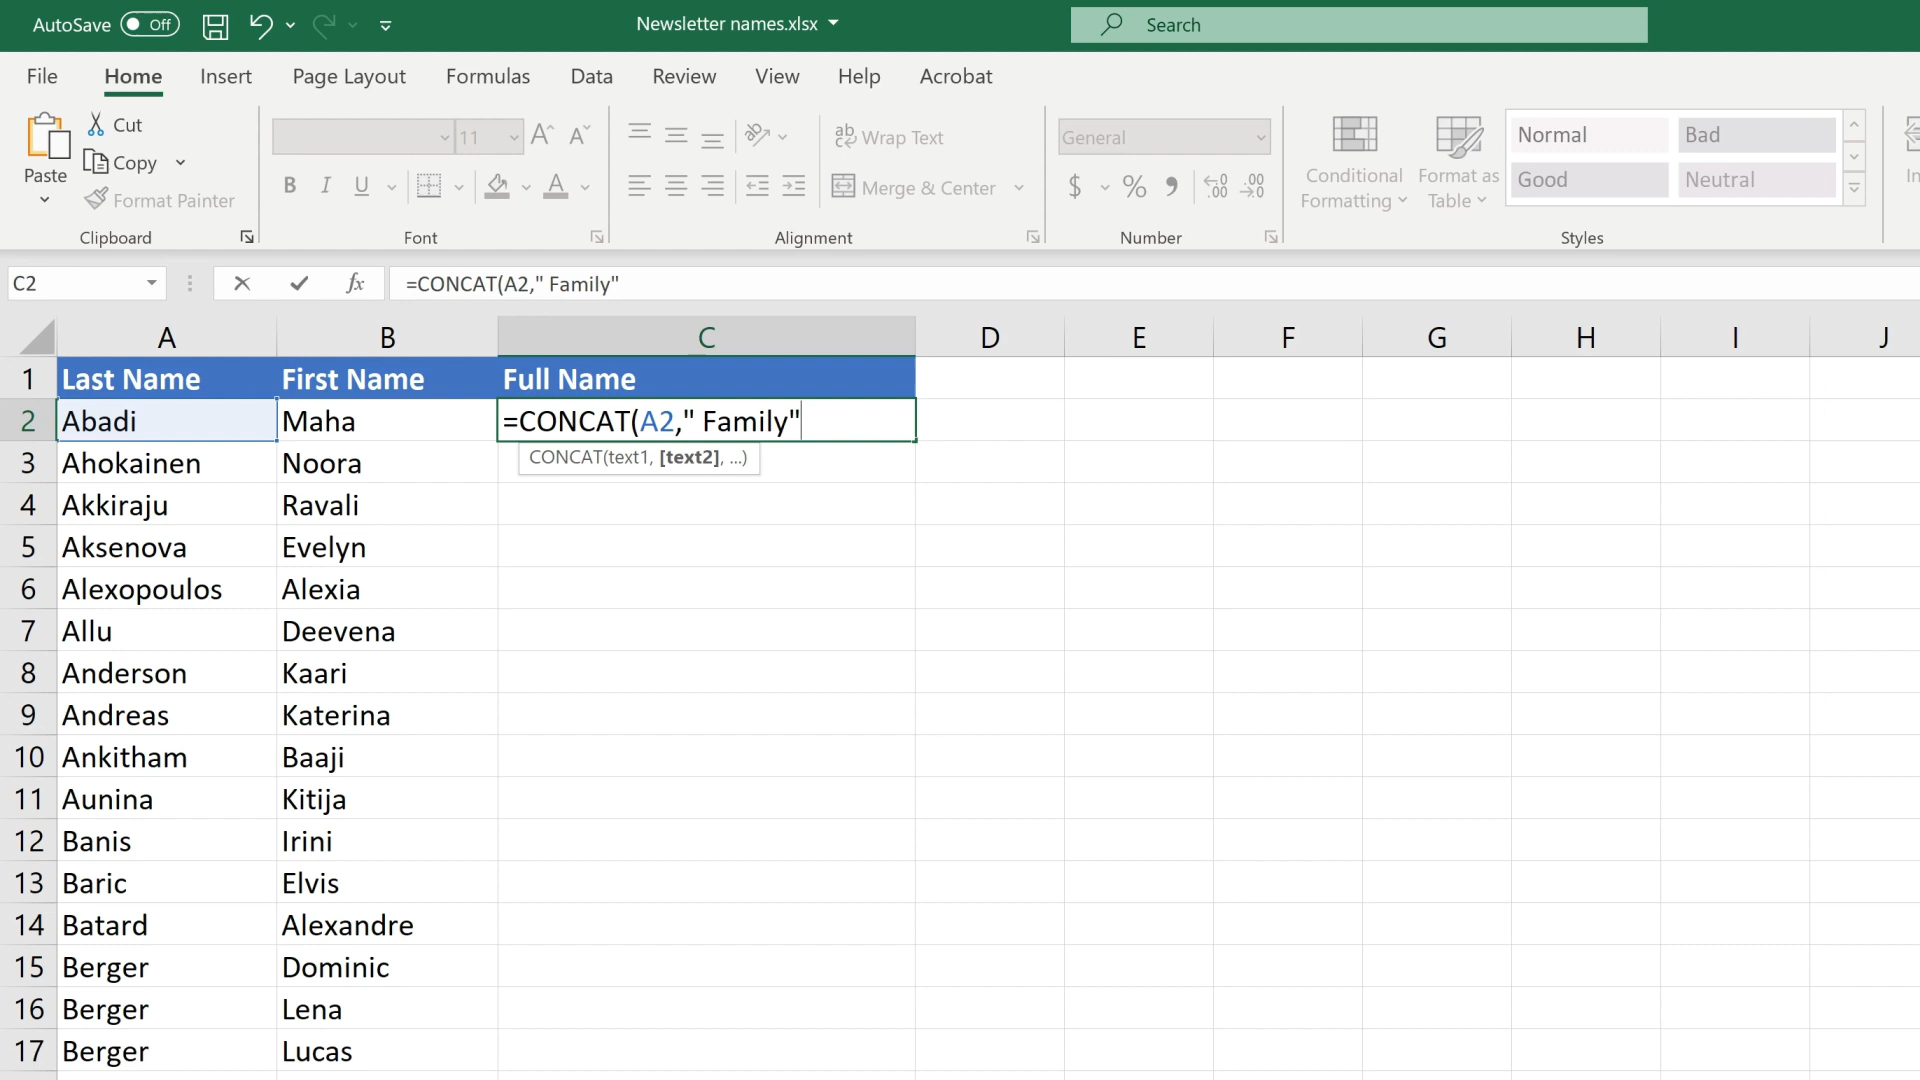 AutoSave Off Newsletter names.xlsx Search
File Home Insert Page Layout Formulas Data Review View Help Acrobat
Paste Cut Copy Format Painter
Clipboard
11 A A
B I U A
Font
ab Wrap Text
Merge & Center
Alignment
General
$ % 9 .00 .00
Number
Conditional Formatting
Format as Table
Normal Bad
Good Neutral
Styles
C2 fx =CONCAT(A2," Family"
A B C D E F G H I J
1 Last Name First Name Full Name
2 Abadi Maha =CONCAT(A2," Family"
CONCAT(text1, [text2], ...)
3 Ahokainen Noora
4 Akkiraju Ravali
5 Aksenova Evelyn
6 Alexopoulos Alexia
7 Allu Deevena
8 Anderson Kaari
9 Andreas Katerina
10 Ankitham Baaji
11 Aunina Kitija
12 Banis Irini
13 Baric Elvis
14 Batard Alexandre
15 Berger Dominic
16 Berger Lena
17 Berger Lucas